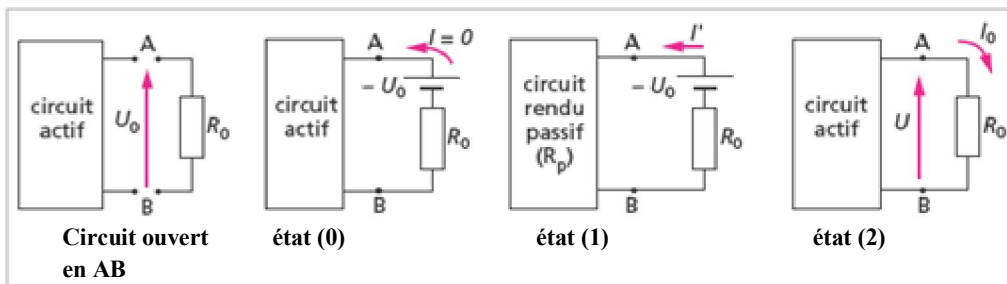 A
circuit
actif
U₀
R₀
B
Circuit ouvert
en AB
I = 0
A
– U₀
circuit
actif
R₀
B
état (0)
I'
A
circuit
rendu
passif
(Rₚ)
– U₀
R₀
B
état (1)
I₀
A
circuit
actif
U
R₀
B
état (2)